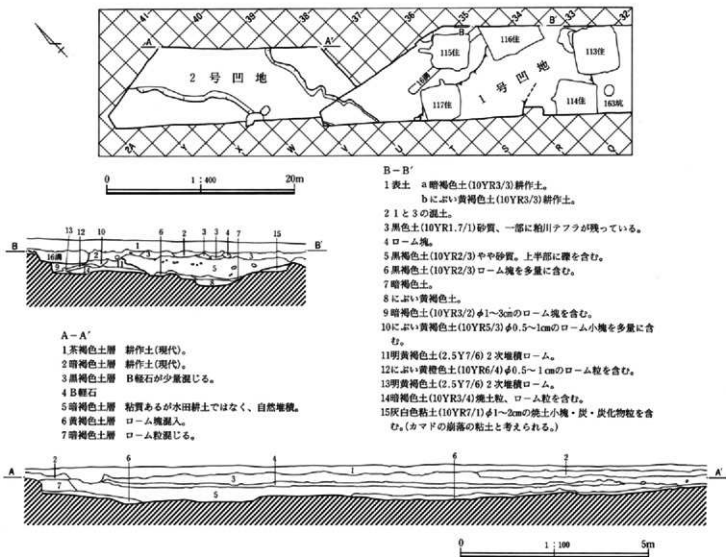 41 40 39 38 37 36 35 34 33 32
A A' B B'
2号凹地
1号凹地
115住
116住
113住
117住
114住
163坑
16溝
2A Y X W V U T S R Q
0 1:400 20m
B-B'
1表土 a暗褐色土(10YR3/3)耕作土。
bにぶい黄褐色土(10YR3/3)耕作土。
2 1と3の混土。
3黒色土(10YR1.7/1)砂質、一部に粕川テフラが残っている。
4ローム塊。
5黒褐色土(10YR2/3)やや砂質。上半部に礫を含む。
6黒褐色土(10YR2/3)ローム塊を多量に含む。
7暗褐色土。
8にぶい黄褐色土。
9暗褐色土(10YR3/2)φ1〜3cmのローム塊を含む。
10にぶい黄褐色土(10YR5/3)φ0.5〜1cmのローム小塊を多量に含
む。
11明黄褐色土(2.5Y7/6)2次堆積ローム。
12にぶい黄橙色土(10YR6/4)φ0.5〜1cmのローム粒を含む。
13明黄褐色土(2.5Y7/6)2次堆積ローム。
14暗褐色土(10YR3/4)焼土粒、ローム粒を含む。
15灰白色粘土(10YR7/1)φ1〜2cmの焼土小塊・炭・炭化物粒を含
む。(カマドの崩落の粘土と考えられる。)
13 12 10 1 6 2 3 3 4 7 15
B B'
16溝
5
A-A'
1茶褐色土層 耕作土(現代)。
2暗褐色土層 耕作土(現代)。
3黒褐色土層 B軽石が少量混じる。
4B軽石
5暗褐色土層 粘質あるが水田耕土ではなく、自然堆積。
6黄褐色土層 ローム塊混入。
7暗褐色土層 ローム粒混じる。
A 2 6 4 1 6 2 A'
7 3 5
0 1:100 5m